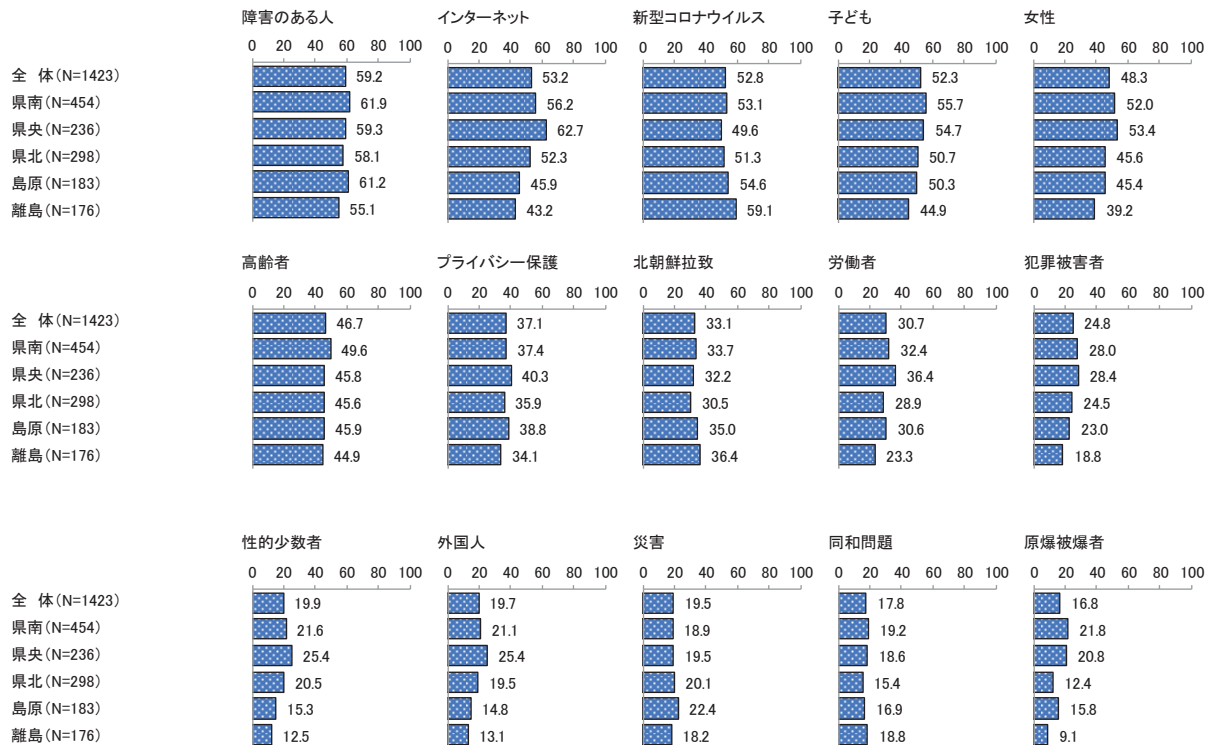 障害のある人 インターネット 新型コロナウイルス 子ども 女性
0 20 40 60 80 100 0 20 40 60 80 100 0 20 40 60 80 100 0 20 40 60 80 100 0 20 40 60 80 100
全 体(N=1423) 59.2 53.2 52.8 52.3 48.3
県南(N=454) 61.9 56.2 53.1 55.7 52.0
県央(N=236) 59.3 62.7 49.6 54.7 53.4
県北(N=298) 58.1 52.3 51.3 50.7 45.6
島原(N=183) 61.2 45.9 54.6 50.3 45.4
離島(N=176) 55.1 43.2 59.1 44.9 39.2
高齢者 プライバシー保護 北朝鮮拉致 労働者 犯罪被害者
0 20 40 60 80 100 0 20 40 60 80 100 0 20 40 60 80 100 0 20 40 60 80 100 0 20 40 60 80 100
全 体(N=1423) 46.7 37.1 33.1 30.7 24.8
県南(N=454) 49.6 37.4 33.7 32.4 28.0
県央(N=236) 45.8 40.3 32.2 36.4 28.4
県北(N=298) 45.6 35.9 30.5 28.9 24.5
島原(N=183) 45.9 38.8 35.0 30.6 23.0
離島(N=176) 44.9 34.1 36.4 23.3 18.8
性的少数者 外国人 災害 同和問題 原爆被爆者
0 20 40 60 80 100 0 20 40 60 80 100 0 20 40 60 80 100 0 20 40 60 80 100 0 20 40 60 80 100
全 体(N=1423) 19.9 19.7 19.5 17.8 16.8
県南(N=454) 21.6 21.1 18.9 19.2 21.8
県央(N=236) 25.4 25.4 19.5 18.6 20.8
県北(N=298) 20.5 19.5 20.1 15.4 12.4
島原(N=183) 15.3 14.8 22.4 16.9 15.8
離島(N=176) 12.5 13.1 18.2 18.8 9.1